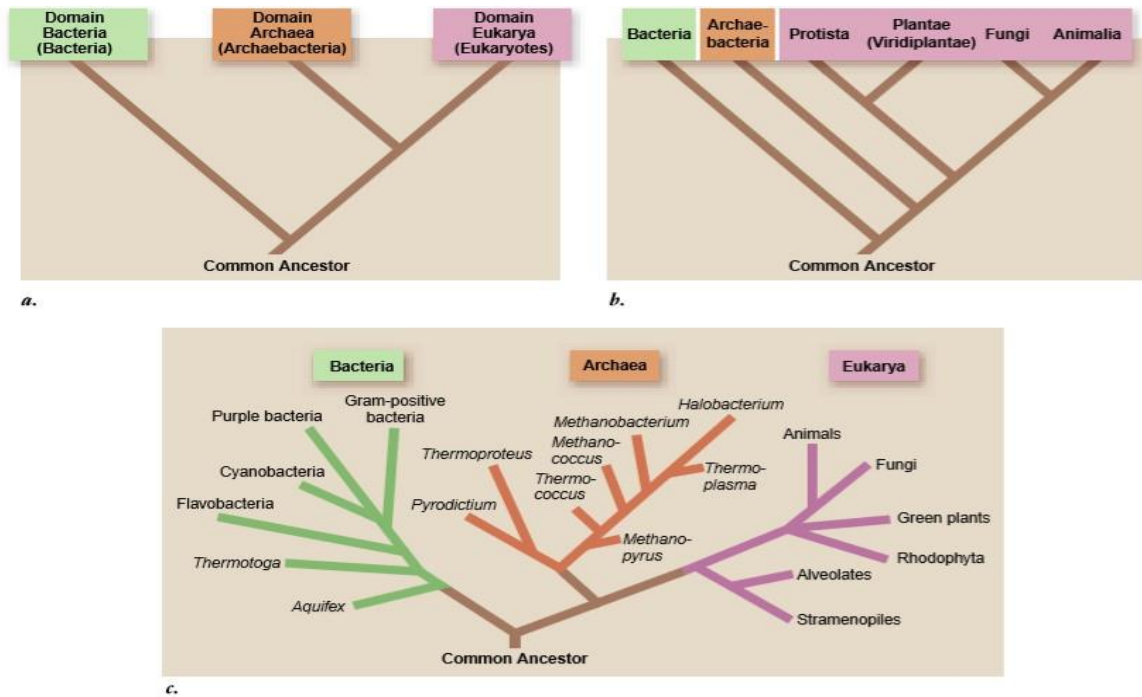 Domain
Bacteria
(Bacteria)
Domain
Archaea
(Archaebacteria)
Domain
Eukarya
(Eukaryotes)
Common Ancestor
a.
Bacteria
Archae-
bacteria
Protista
Plantae
(Viridiplantae)
Fungi
Animalia
Common Ancestor
b.
Bacteria
Archaea
Eukarya
Purple bacteria
Gram-positive
bacteria
Cyanobacteria
Flavobacteria
Thermotoga
Aquifex
Thermoproteus
Pyrodictium
Methanobacterium
Methano-
coccus
Thermo-
coccus
Halobacterium
Thermo-
plasma
Methano-
pyrus
Animals
Fungi
Green plants
Rhodophyta
Alveolates
Stramenopiles
Common Ancestor
c.